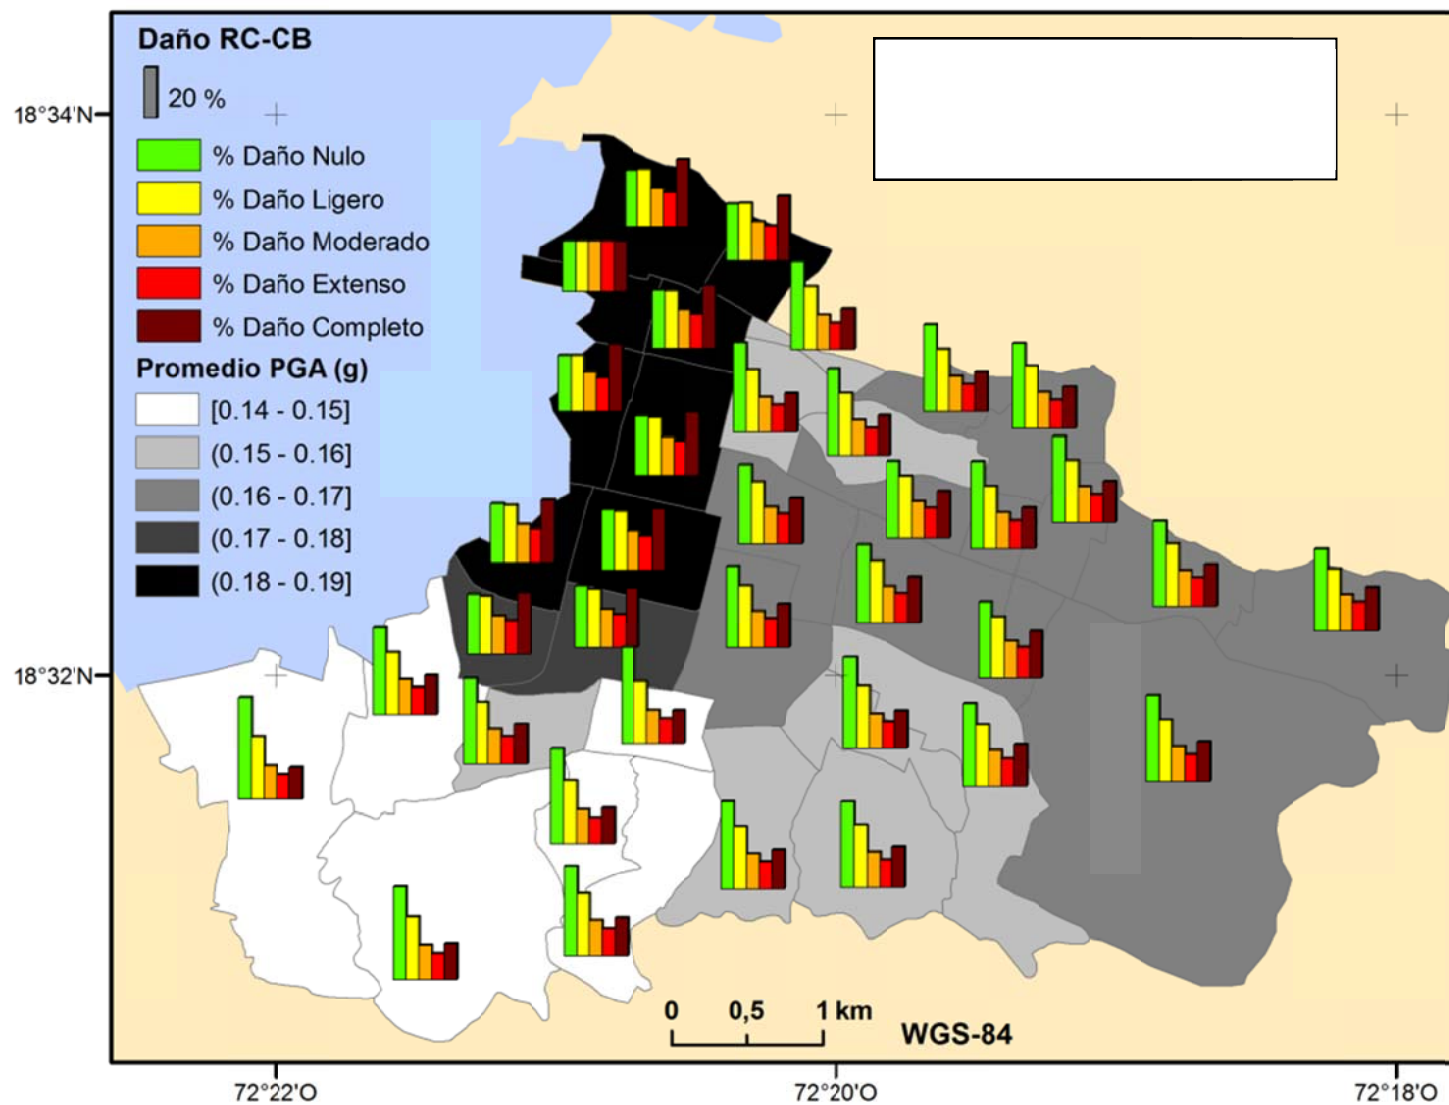 Daño RC-CB
20 %
% Daño Nulo
% Daño Ligero
% Daño Moderado
% Daño Extenso
% Daño Completo
Promedio PGA (g)
[0.14 - 0.15]
(0.15 - 0.16]
(0.16 - 0.17]
(0.17 - 0.18]
(0.18 - 0.19]
18°34'N
18°32'N
0 0,5 1 km
WGS-84
72°22'O 72°20'O 72°18'O